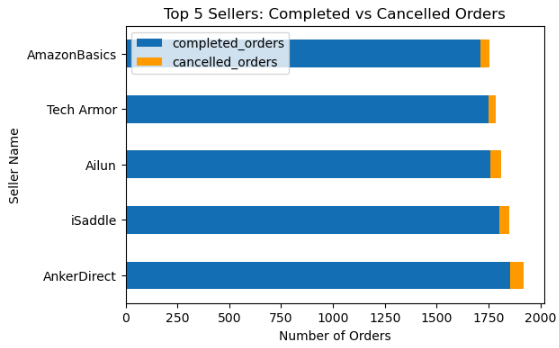 Top 5 Sellers: Completed vs Cancelled Orders
completed_orders
cancelled_orders
AmazonBasics
Tech Armor
Ailun
iSaddle
AnkerDirect
Seller Name
0 250 500 750 1000 1250 1500 1750 2000
Number of Orders